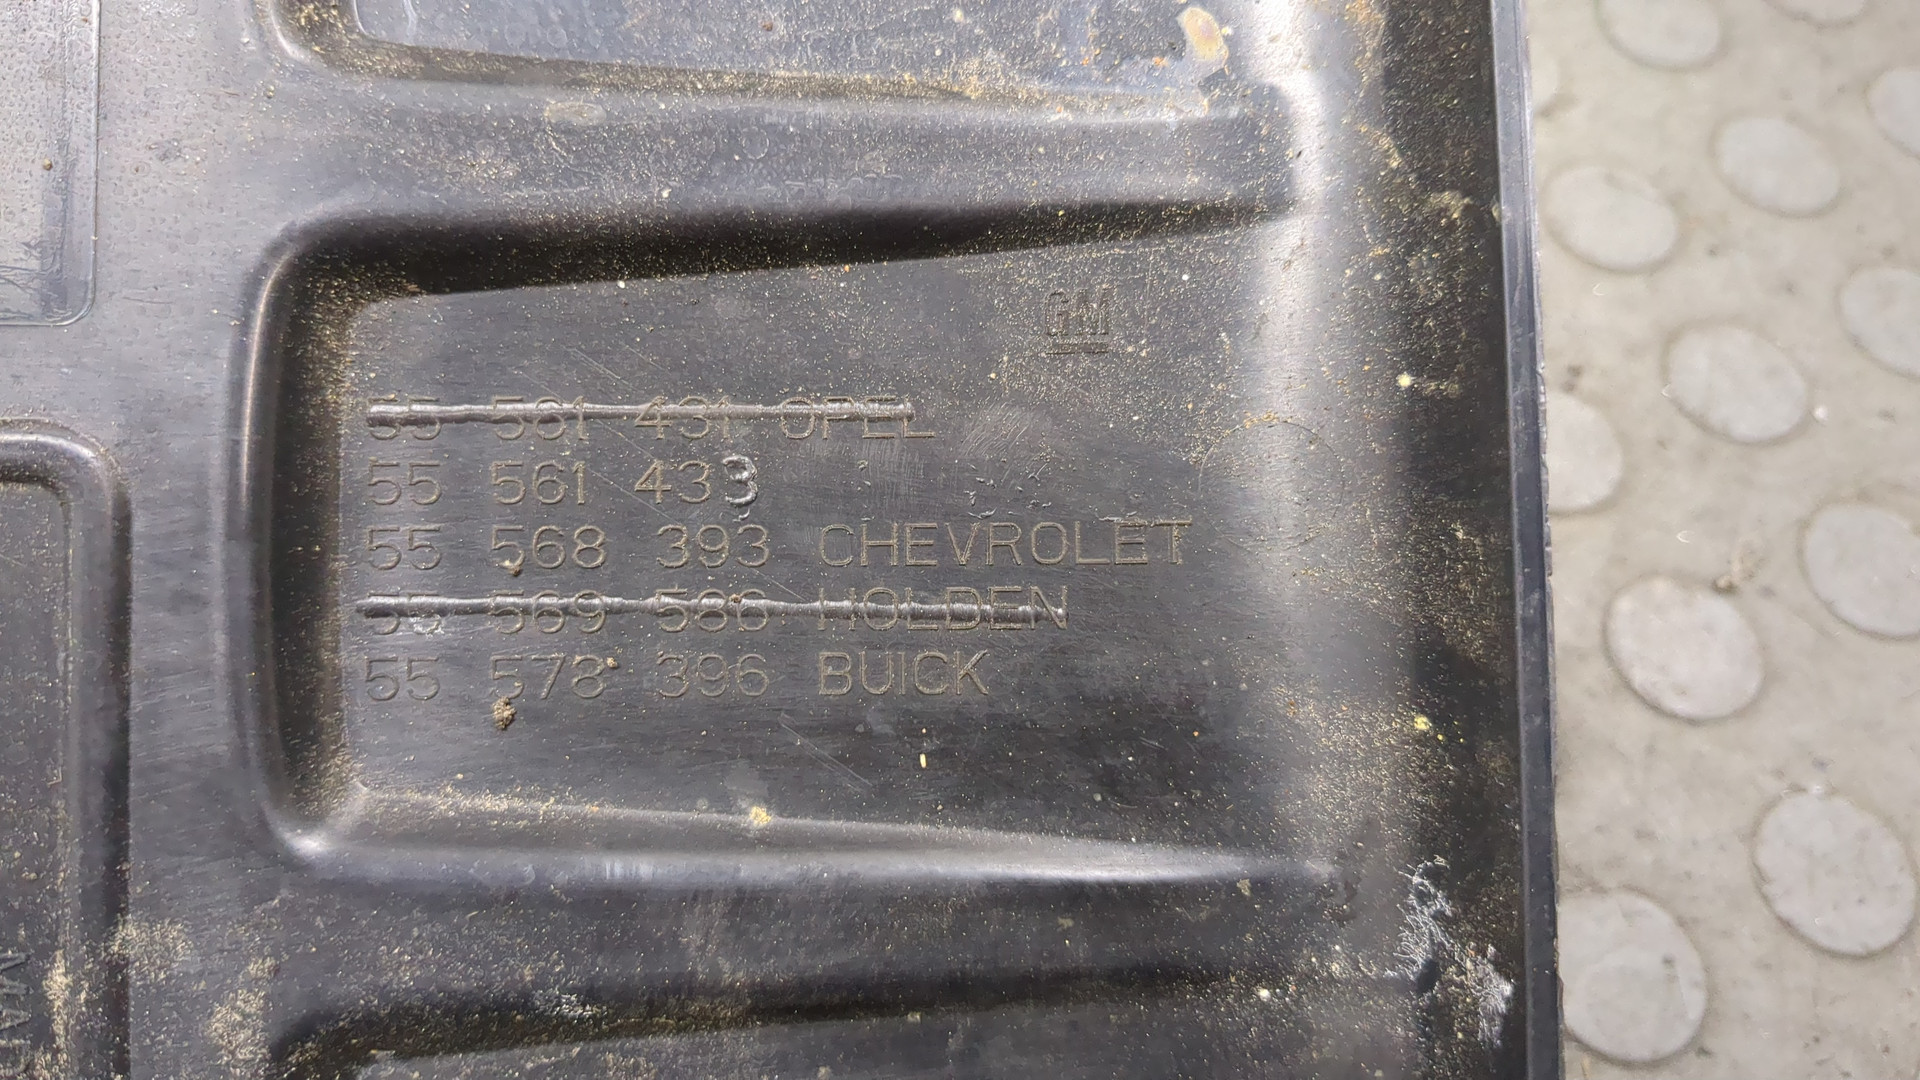 GM
55 561 431 OPEL
55 561 433
55 568 393 CHEVROLET
55 569 586 HOLDEN
55 578 396 BUICK